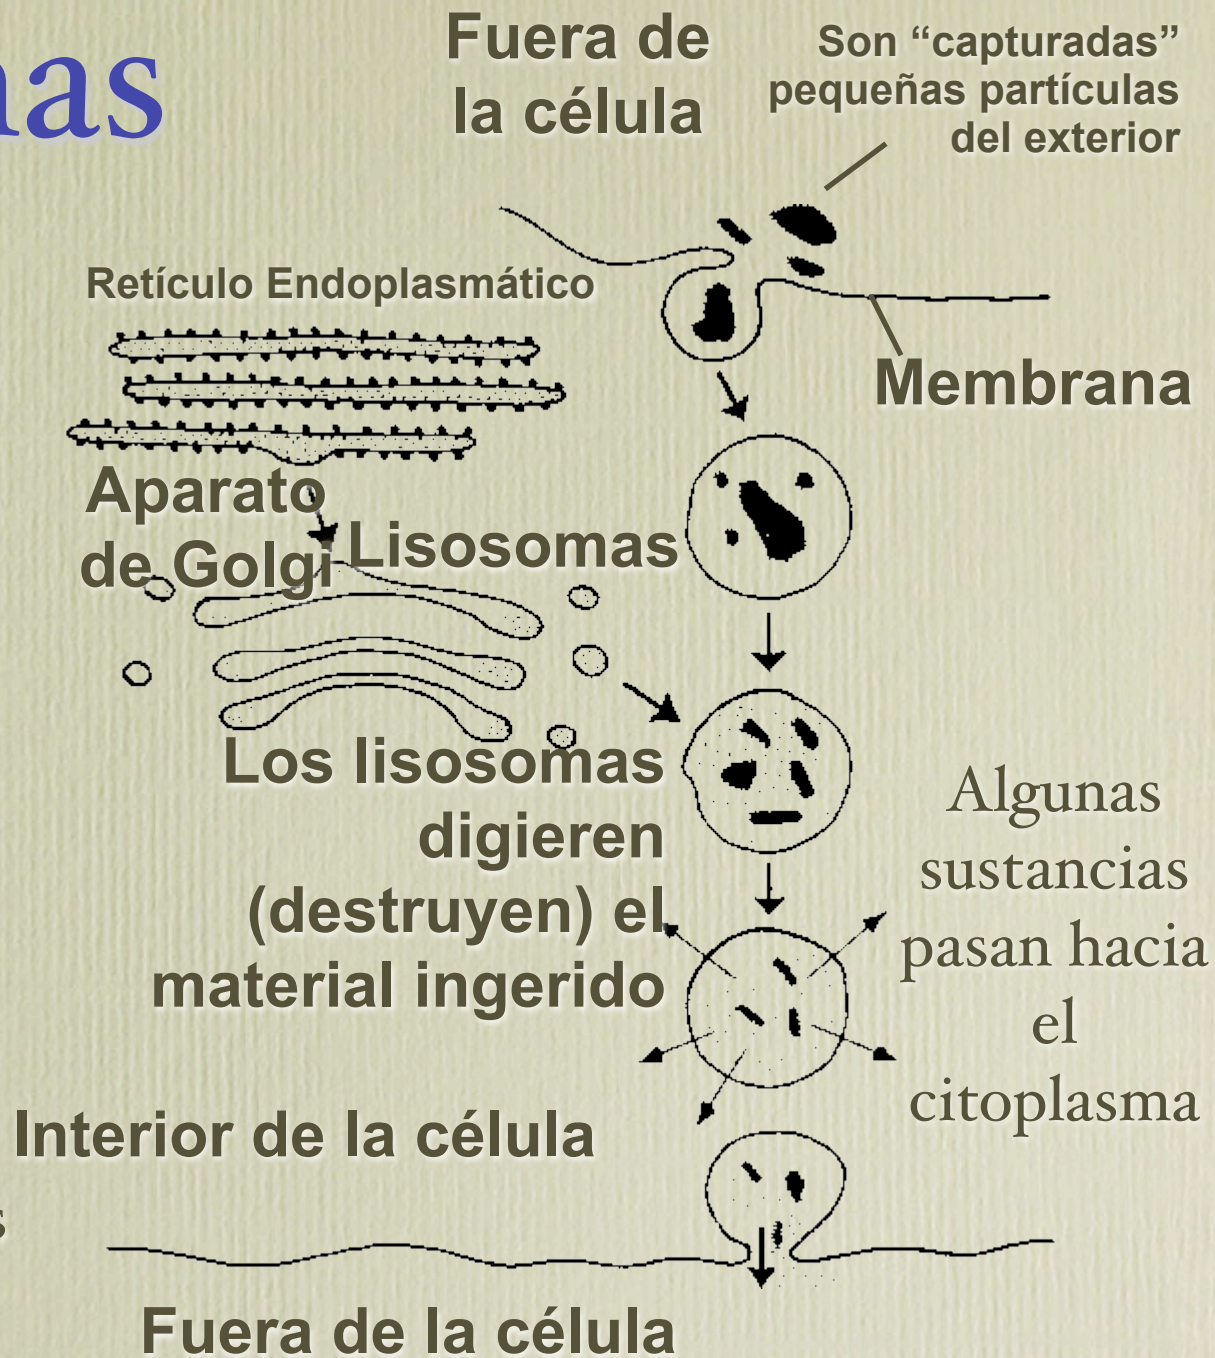 Fuera de
la célula
Son “capturadas”
pequeñas partículas
del exterior
Retículo Endoplasmático
Membrana
Aparato
de Golgi
Lisosomas
Los lisosomas
digieren
(destruyen) el
material ingerido
Algunas
sustancias
pasan hacia
el
citoplasma
Interior de la célula
Fuera de la célula